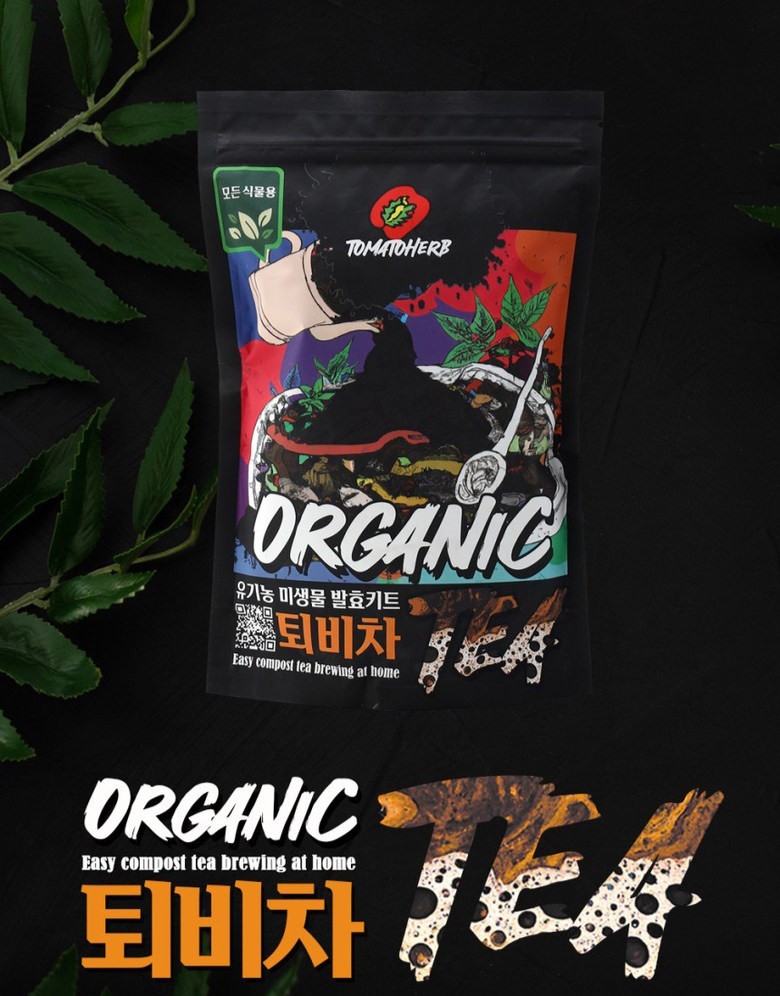 모든 식물용
TOMATOHERB
ORGANIC
유기농 미생물 발효키트
퇴비차
TEA
Easy compost tea brewing at home
ORGANIC
TEA
Easy compost tea brewing at home
퇴비차